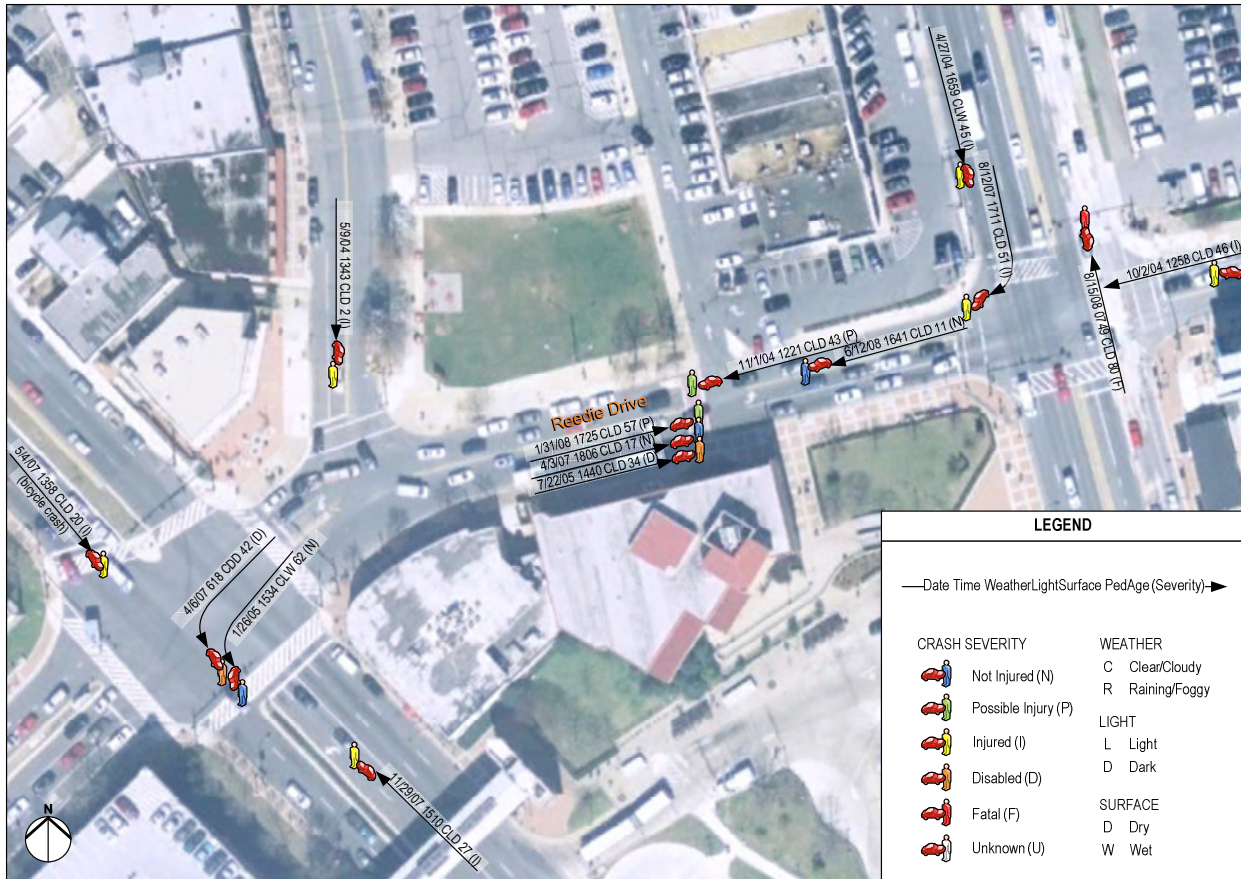 4/27/04 1659 CLW 45 (I)
8/12/07 1711 CLD 51 (I)
5/9/04 1343 CLD 2 (I)
10/2/04 1258 CLD 46 (I)
8/15/08 0749 CLD 80 (F)
11/1/04 1221 CLD 43 (P)
6/12/08 1641 CLD 11 (N)
Reedie Drive
1/31/08 1725 CLD 57 (P)
4/3/07 1806 CLD 17 (N)
7/22/05 1440 CLD 34 (D)
5/4/07 1358 CLD 20 (I)
(bicycle crash)
4/6/07 618 CDD 42 (D)
1/26/05 1534 CLW 62 (N)
11/29/07 1510 CLD 27 (I)
N
LEGEND
Date Time WeatherLightSurface PedAge (Severity)
CRASH SEVERITY
Not Injured (N)
Possible Injury (P)
Injured (I)
Disabled (D)
Fatal (F)
Unknown (U)
WEATHER
C Clear/Cloudy
R Raining/Foggy
LIGHT
L Light
D Dark
SURFACE
D Dry
W Wet